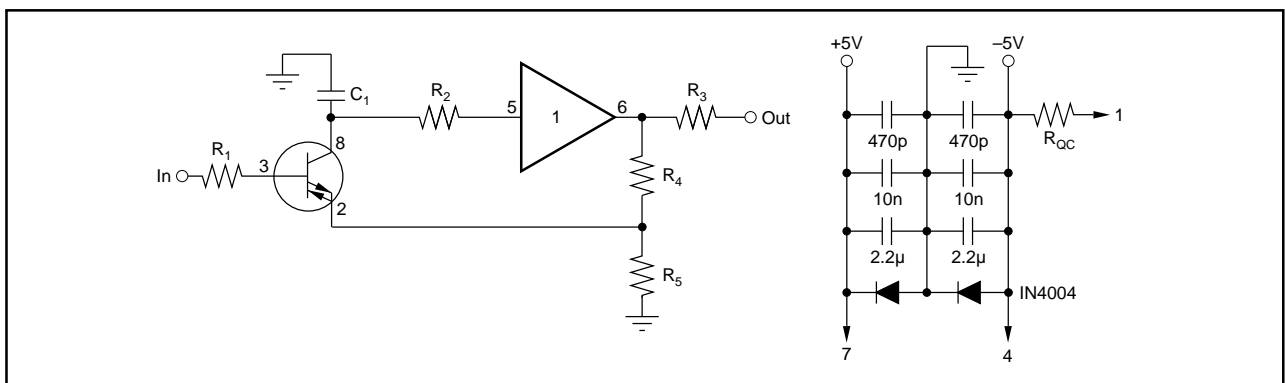 In
R1
3
8
2
C1
R2
5
1
6
R3
Out
R4
R5
+5V
–5V
470p
470p
RQC
1
10n
10n
2.2µ
2.2µ
IN4004
7
4